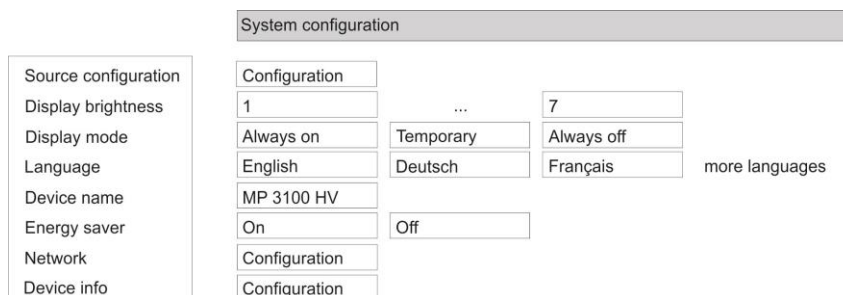 System configuration
Source configuration Configuration
Display brightness 1 ... 7
Display mode Always on Temporary Always off
Language English Deutsch Français more languages
Device name MP 3100 HV
Energy saver On Off
Network Configuration
Device info Configuration